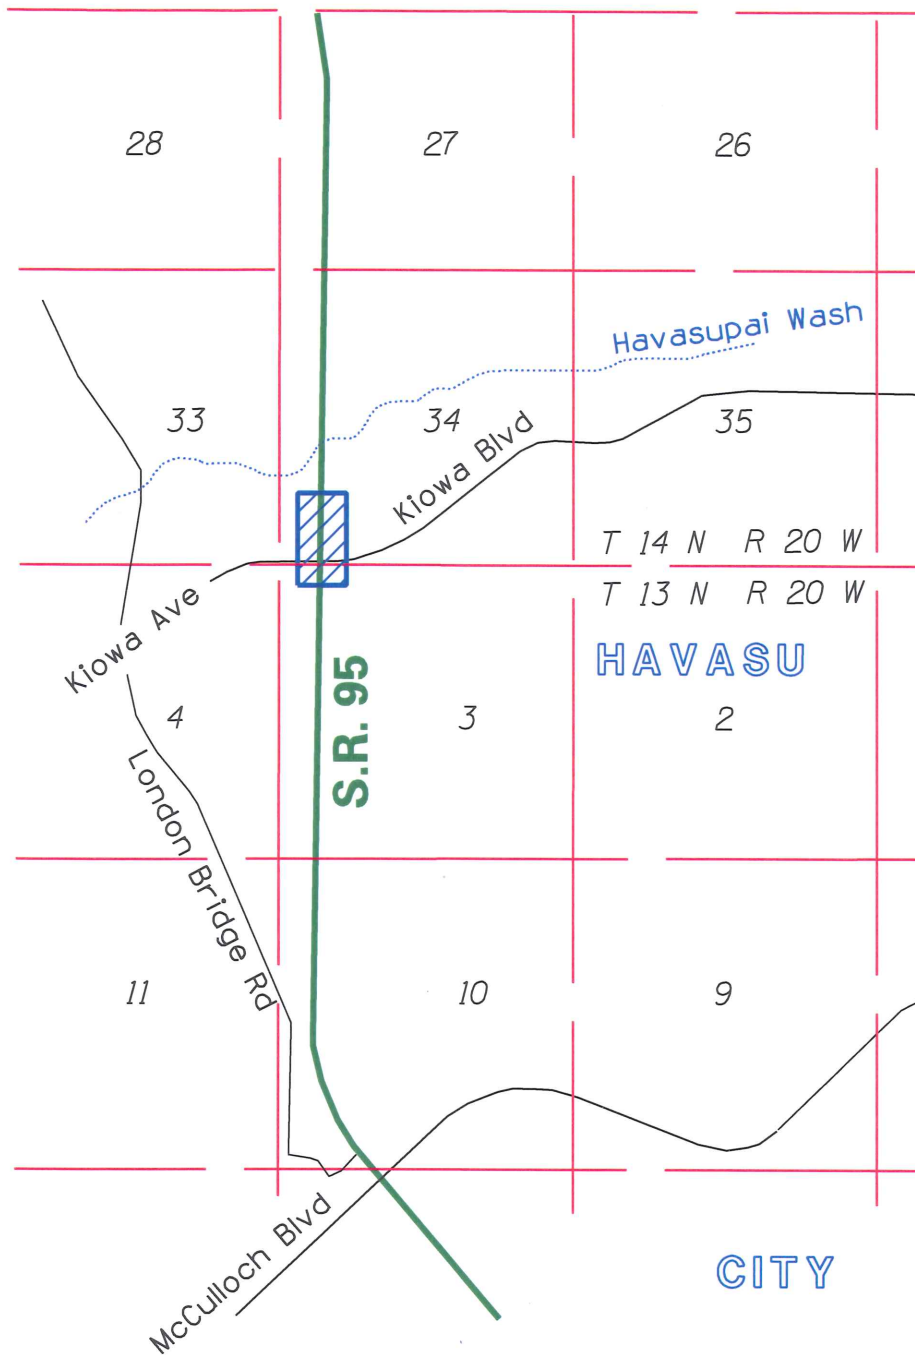 28
27
26
Havasupai Wash
33
34
35
Kiowa Blvd
T 14 N R 20 W
T 13 N R 20 W
Kiowa Ave
HAVASU
S.R. 95
4
3
2
London Bridge Rd
11
10
9
McCulloch Blvd
CITY